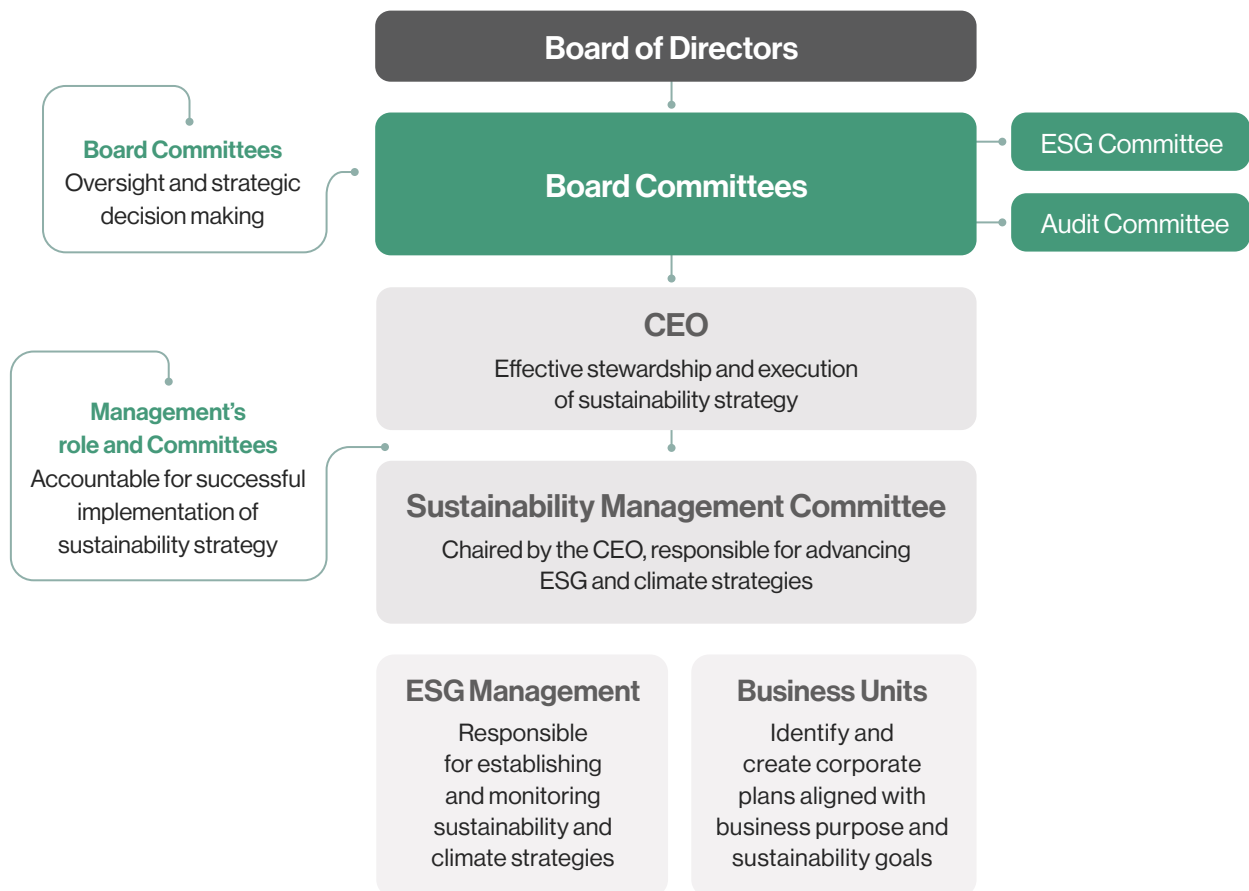 Board of Directors
Board Committees
Oversight and strategic
decision making
Board Committees
ESG Committee
Audit Committee
CEO
Effective stewardship and execution
of sustainability strategy
Management’s
role and Committees
Accountable for successful
implementation of
sustainability strategy
Sustainability Management Committee
Chaired by the CEO, responsible for advancing
ESG and climate strategies
ESG Management
Responsible
for establishing
and monitoring
sustainability and
climate strategies
Business Units
Identify and
create corporate
plans aligned with
business purpose and
sustainability goals